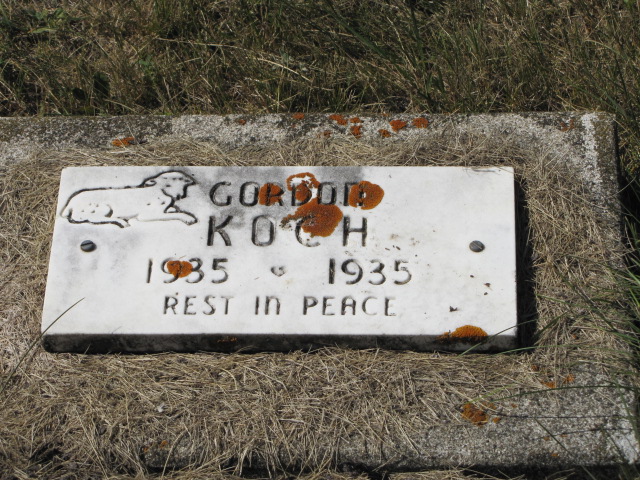 GORDON
KOCH
1935 1935
REST IN PEACE